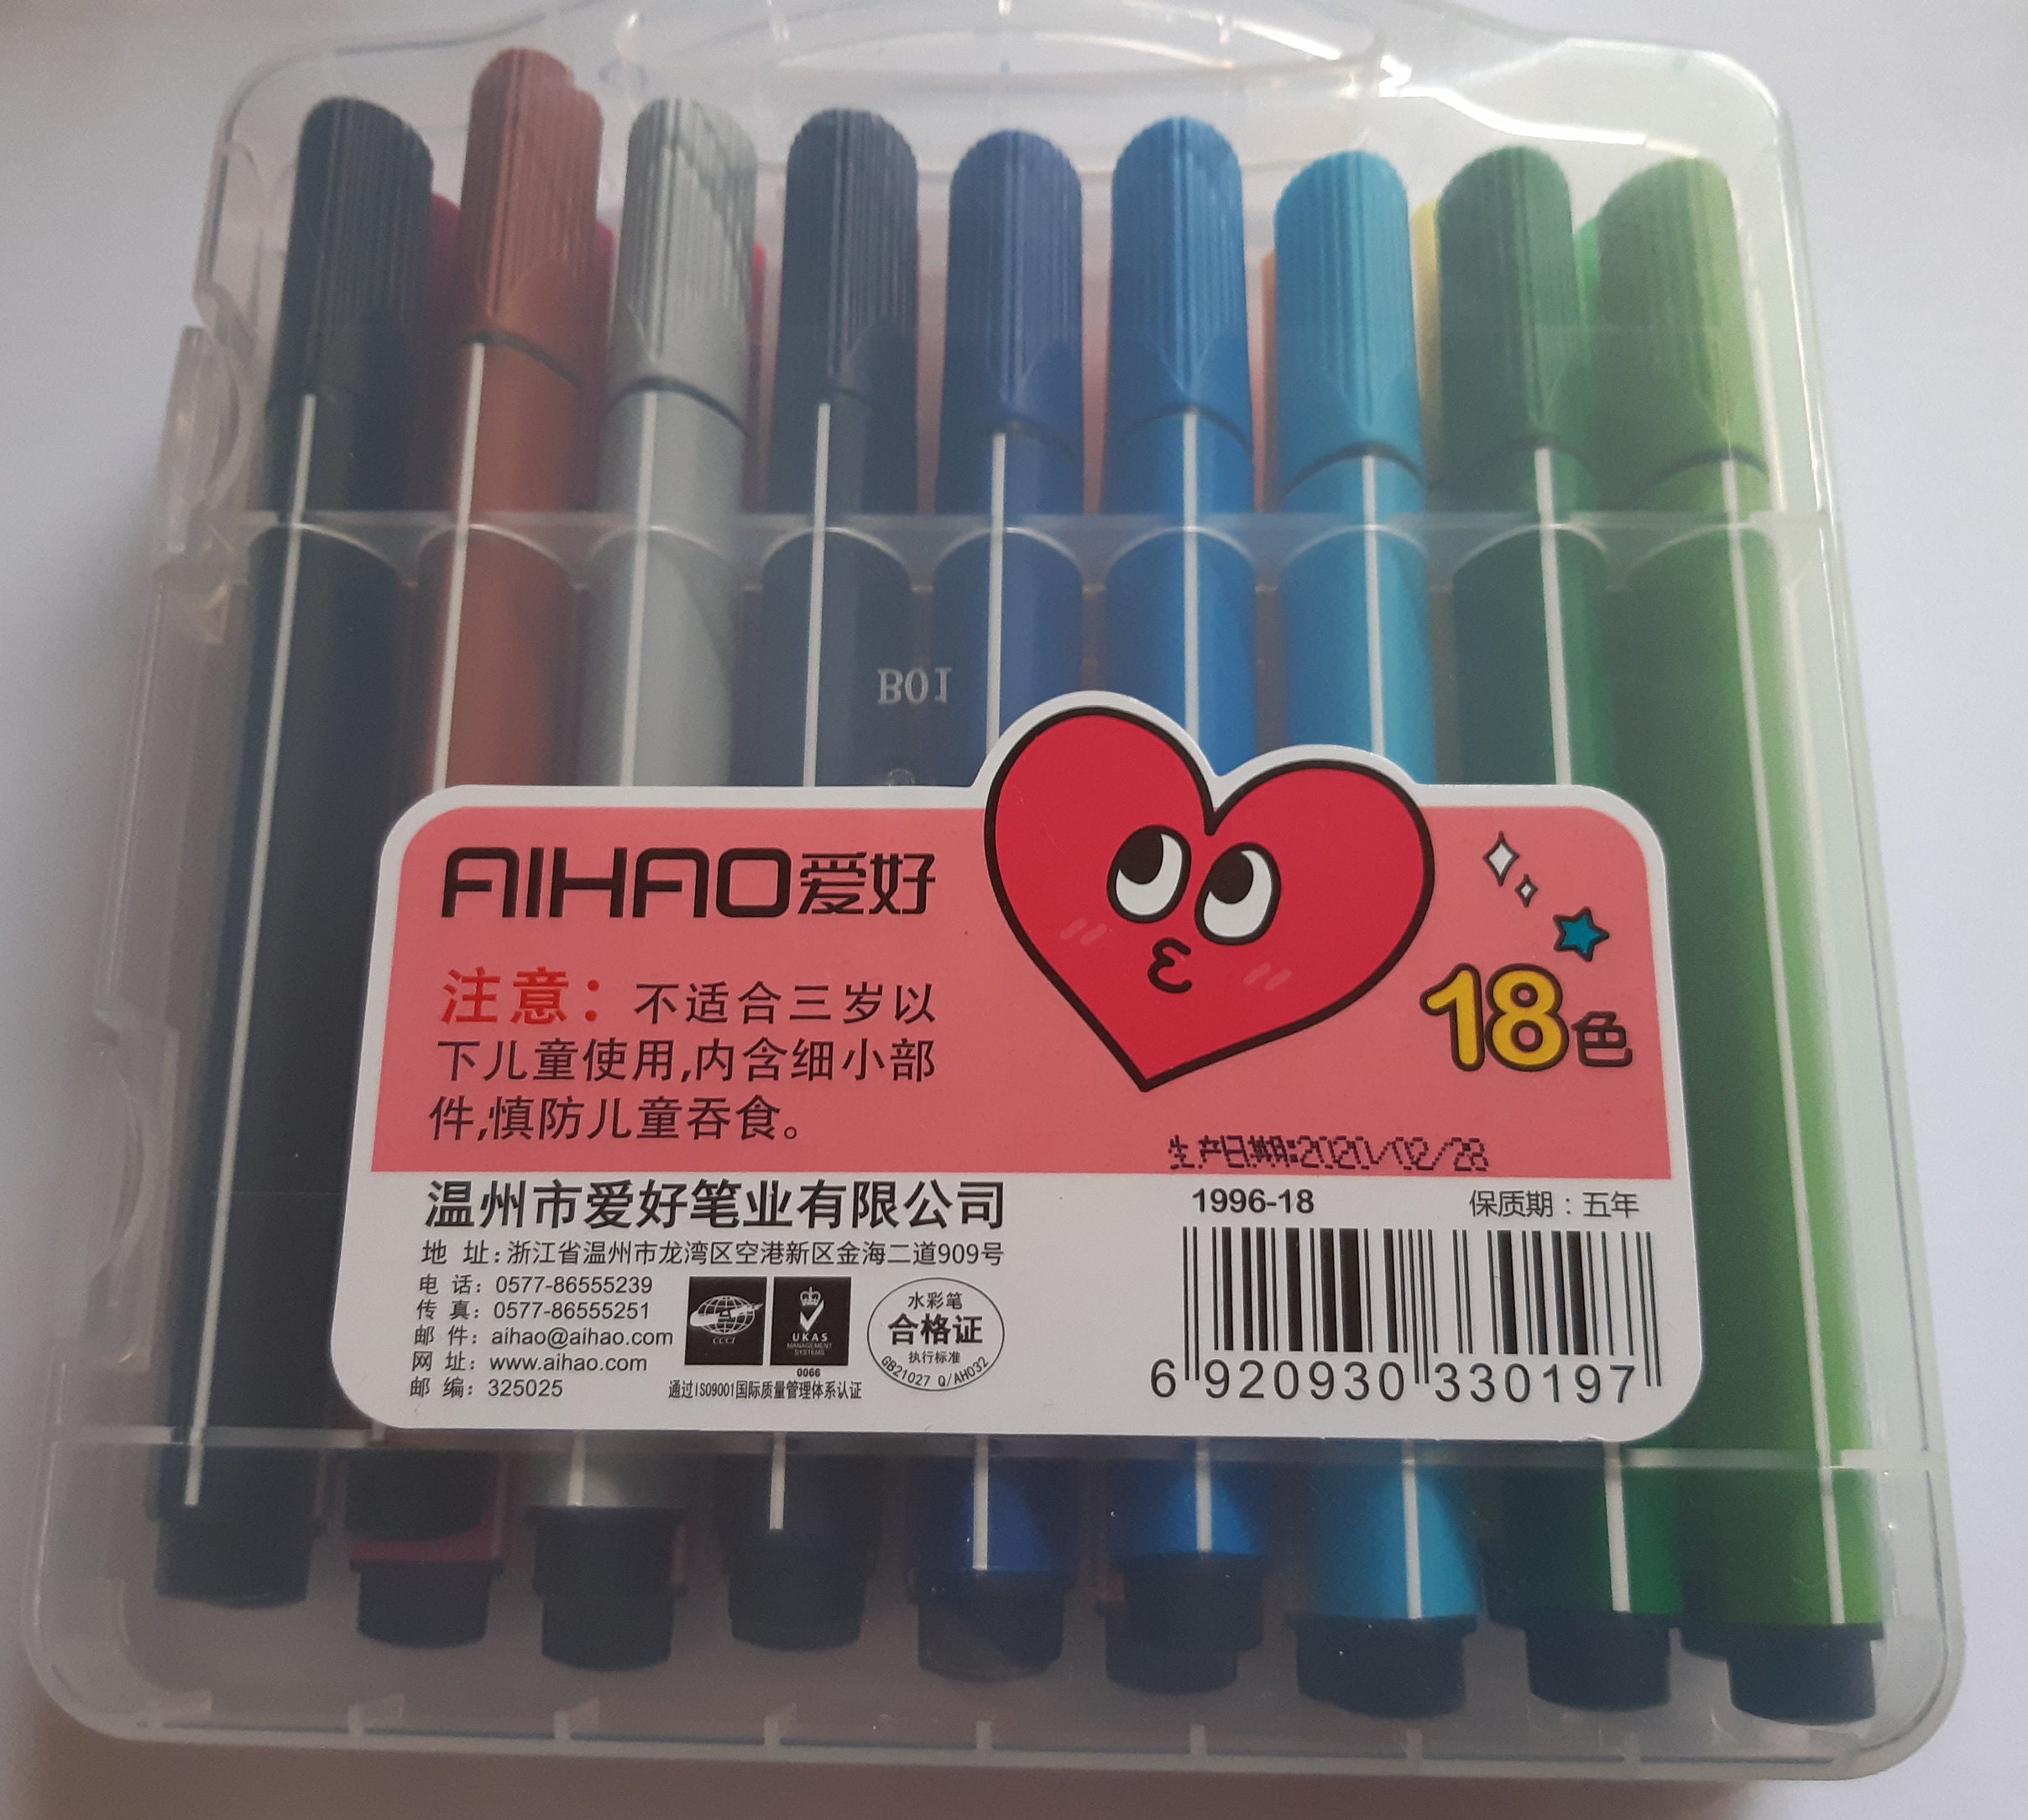 B01
AIHAO爱好
注意：不适合三岁以
下儿童使用,内含细小部
件,慎防儿童吞食。
18色
生产日期:2020/02/28
温州市爱好笔业有限公司
地 址:浙江省温州市龙湾区空港新区金海二道909号
电 话: 0577-86555239
传 真: 0577-86555251
邮 件: aihao@aihao.com
网 址: www.aihao.com
邮 编: 325025
CCCI
UKAS
MANAGEMENT
SYSTEMS
0066
通过ISO9001国际质量管理体系认证
水彩笔
合格证
执行标准
GB21027 Q/AH032
1996-18
保质期：五年
6 920930 330197